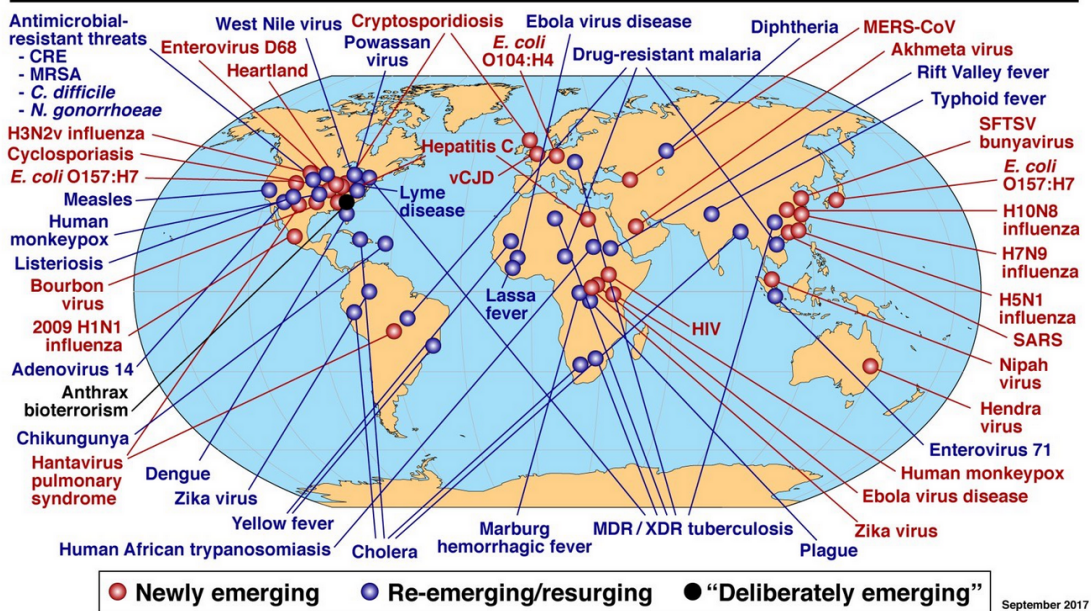 Antimicrobial-
resistant threats
- CRE
- MRSA
- C. difficile
- N. gonorrhoeae
Enterovirus D68
Heartland
West Nile virus
Powassan
virus
Cryptosporidiosis
E. coli
O104:H4
Ebola virus disease
Drug-resistant malaria
Diphtheria
MERS-CoV
Akhmeta virus
Rift Valley fever
Typhoid fever
SFTSV
bunyavirus
E. coli
O157:H7
H10N8
influenza
H7N9
influenza
H5N1
influenza
SARS
Nipah
virus
Hendra
virus
Enterovirus 71
Human monkeypox
Ebola virus disease
Zika virus
Plague
H3N2v influenza
Cyclosporiasis
E. coli O157:H7
Measles
Human
monkeypox
Listeriosis
Bourbon
virus
2009 H1N1
influenza
Adenovirus 14
Anthrax
bioterrorism
Chikungunya
Hantavirus
pulmonary
syndrome
Dengue
Zika virus
Yellow fever
Human African trypanosomiasis
Cholera
Marburg
hemorrhagic fever
MDR / XDR tuberculosis
Hepatitis C
vCJD
Lyme
disease
Lassa
fever
HIV
Newly emerging
Re-emerging/resurging
“Deliberately emerging”
September 2017